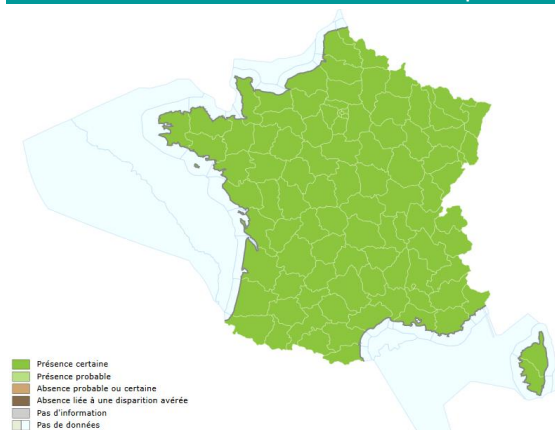 Présence certaine
Présence probable
Absence probable ou certaine
Absence liée à une disparition avérée
Pas d'information
Pas de données